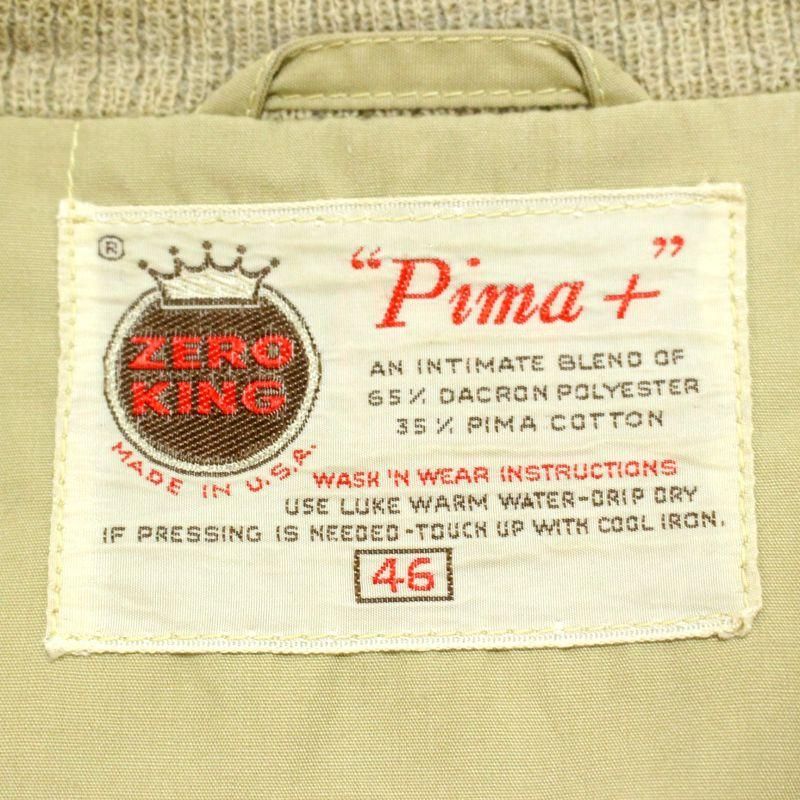 ®
ZERO
KING
MADE IN U.S.A.
"Pima +"
AN INTIMATE BLEND OF
65% DACRON POLYESTER
35% PIMA COTTON
WASH 'N WEAR INSTRUCTIONS
USE LUKE WARM WATER-DRIP DRY
IF PRESSING IS NEEDED-TOUCH UP WITH COOL IRON.
46